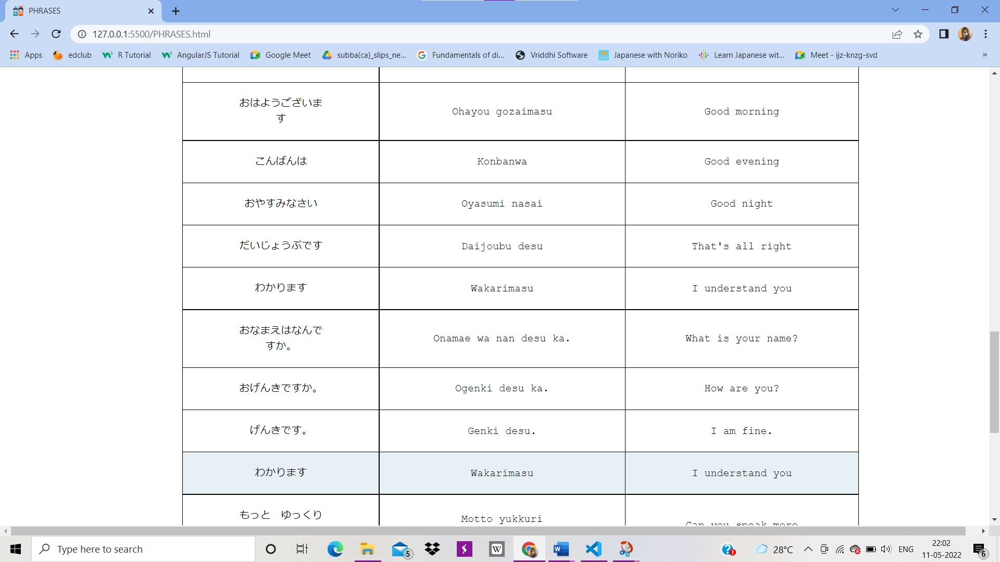 PHRASES
127.0.0.1:5500/PHRASES.html
Apps edclub R Tutorial AngularJS Tutorial Google Meet subba(ca)_slips_ne... Fundamentals of di... Vriddhi Software Japanese with Noriko Learn Japanese wit... Meet - ijz-knzg-svd »
おはようございま
す
Ohayou gozaimasu
Good morning
こんばんは
Konbanwa
Good evening
おやすみなさい
Oyasumi nasai
Good night
だいじょうぶです
Daijoubu desu
That's all right
わかります
Wakarimasu
I understand you
おなまえはなんで
すか。
Onamae wa nan desu ka.
What is your name?
おげんきですか。
Ogenki desu ka.
How are you?
げんきです。
Genki desu.
I am fine.
わかります
Wakarimasu
I understand you
もっと　ゆっくり
Motto yukkuri
Can you speak more
Type here to search
5
28°C
ENG
22:02
11-05-2022
6